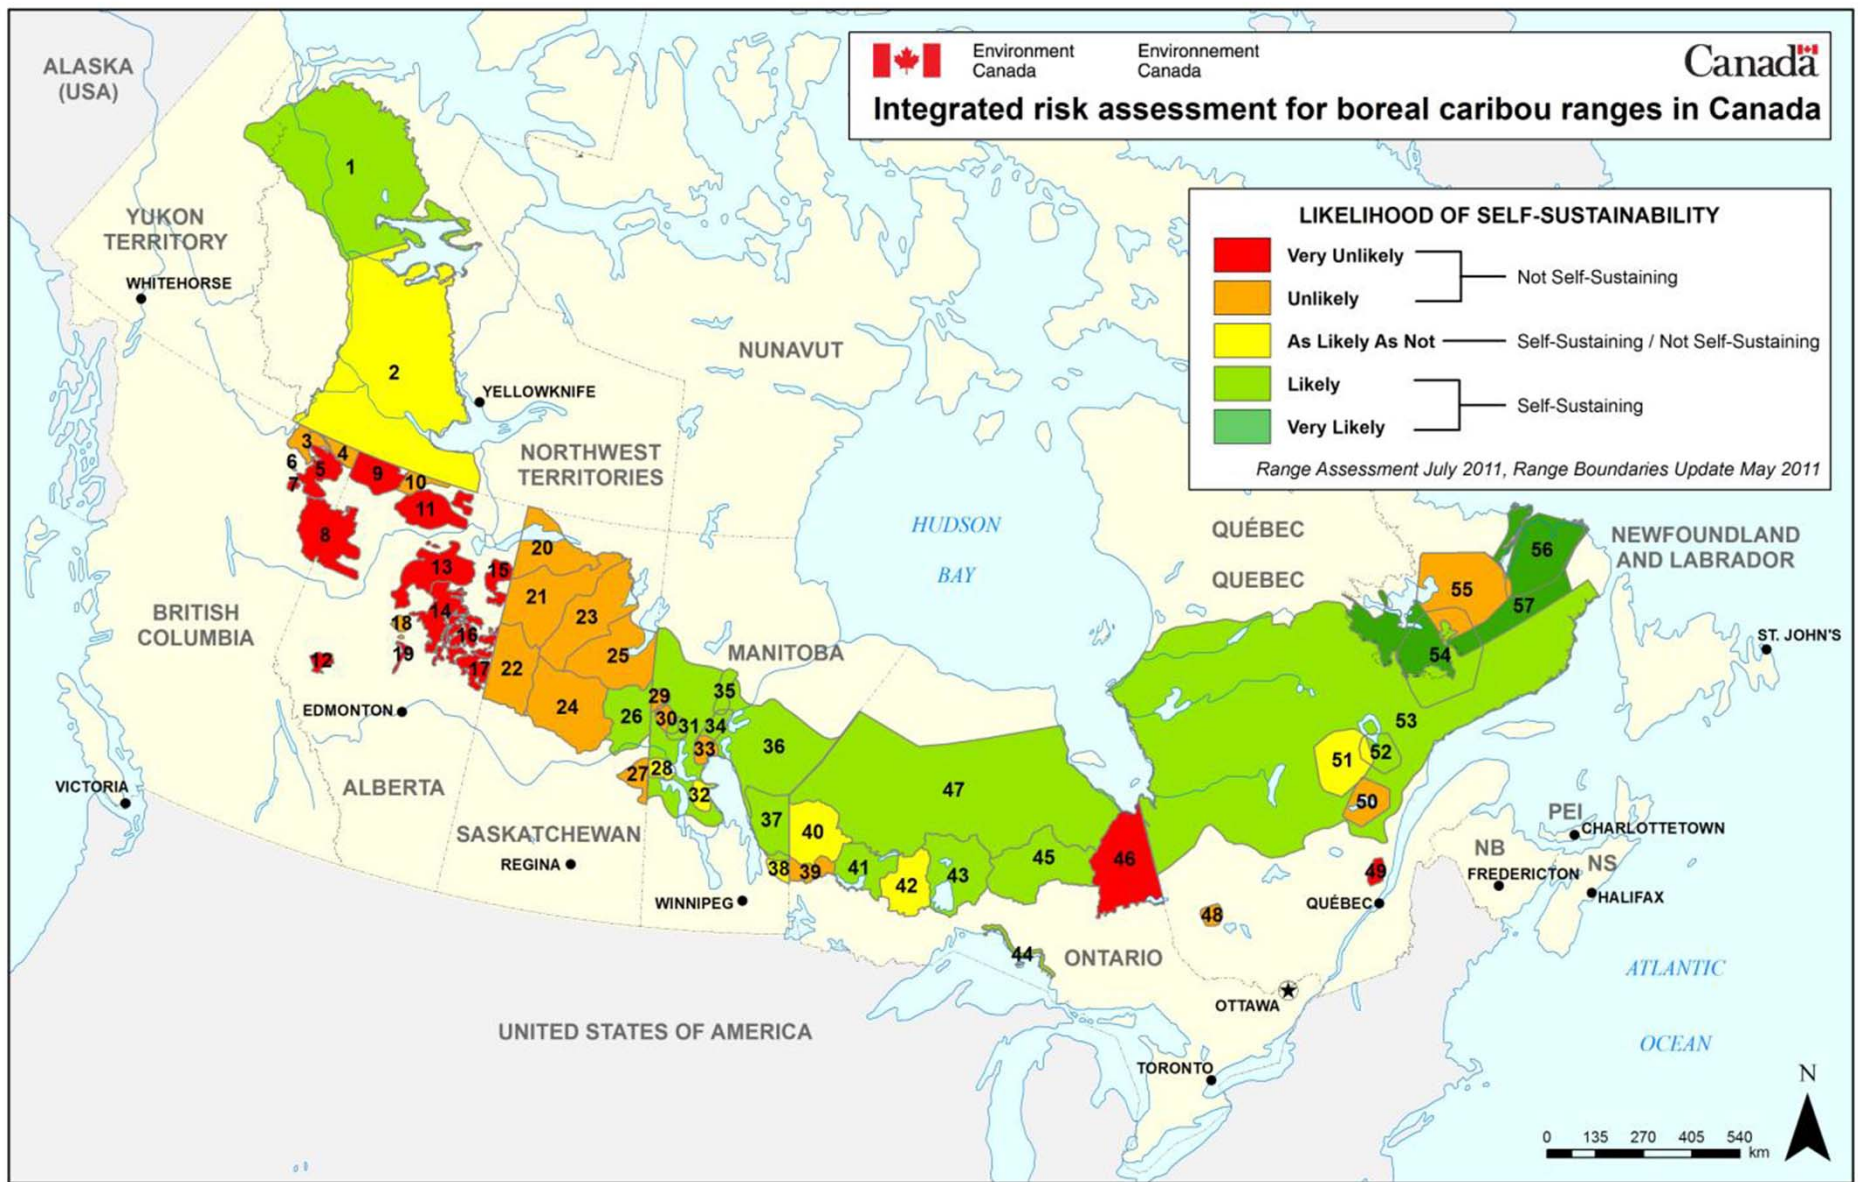 Environment Canada
Environnement Canada
Canada
Integrated risk assessment for boreal caribou ranges in Canada
LIKELIHOOD OF SELF-SUSTAINABILITY
Very Unlikely
Unlikely
Not Self-Sustaining
As Likely As Not
Self-Sustaining / Not Self-Sustaining
Likely
Very Likely
Self-Sustaining
Range Assessment July 2011, Range Boundaries Update May 2011
ALASKA
(USA)
YUKON
TERRITORY
WHITEHORSE
1
2
YELLOWKNIFE
NUNAVUT
NORTHWEST
TERRITORIES
3
4
5
6
7
8
9
10
11
12
13
14
15
16
17
18
19
20
21
22
23
24
25
26
27
28
29
30
31
32
33
34
35
36
37
38
39
40
41
42
43
44
45
46
47
48
49
50
51
52
53
54
55
56
57
HUDSON
BAY
QUÉBEC
QUEBEC
NEWFOUNDLAND
AND LABRADOR
ST. JOHN'S
BRITISH
COLUMBIA
MANITOBA
EDMONTON
VICTORIA
ALBERTA
SASKATCHEWAN
REGINA
WINNIPEG
ONTARIO
QUÉBEC
PEI
CHARLOTTETOWN
NB
NS
FREDERICTON
HALIFAX
OTTAWA
TORONTO
UNITED STATES OF AMERICA
ATLANTIC
OCEAN
N
0 135 270 405 540
km